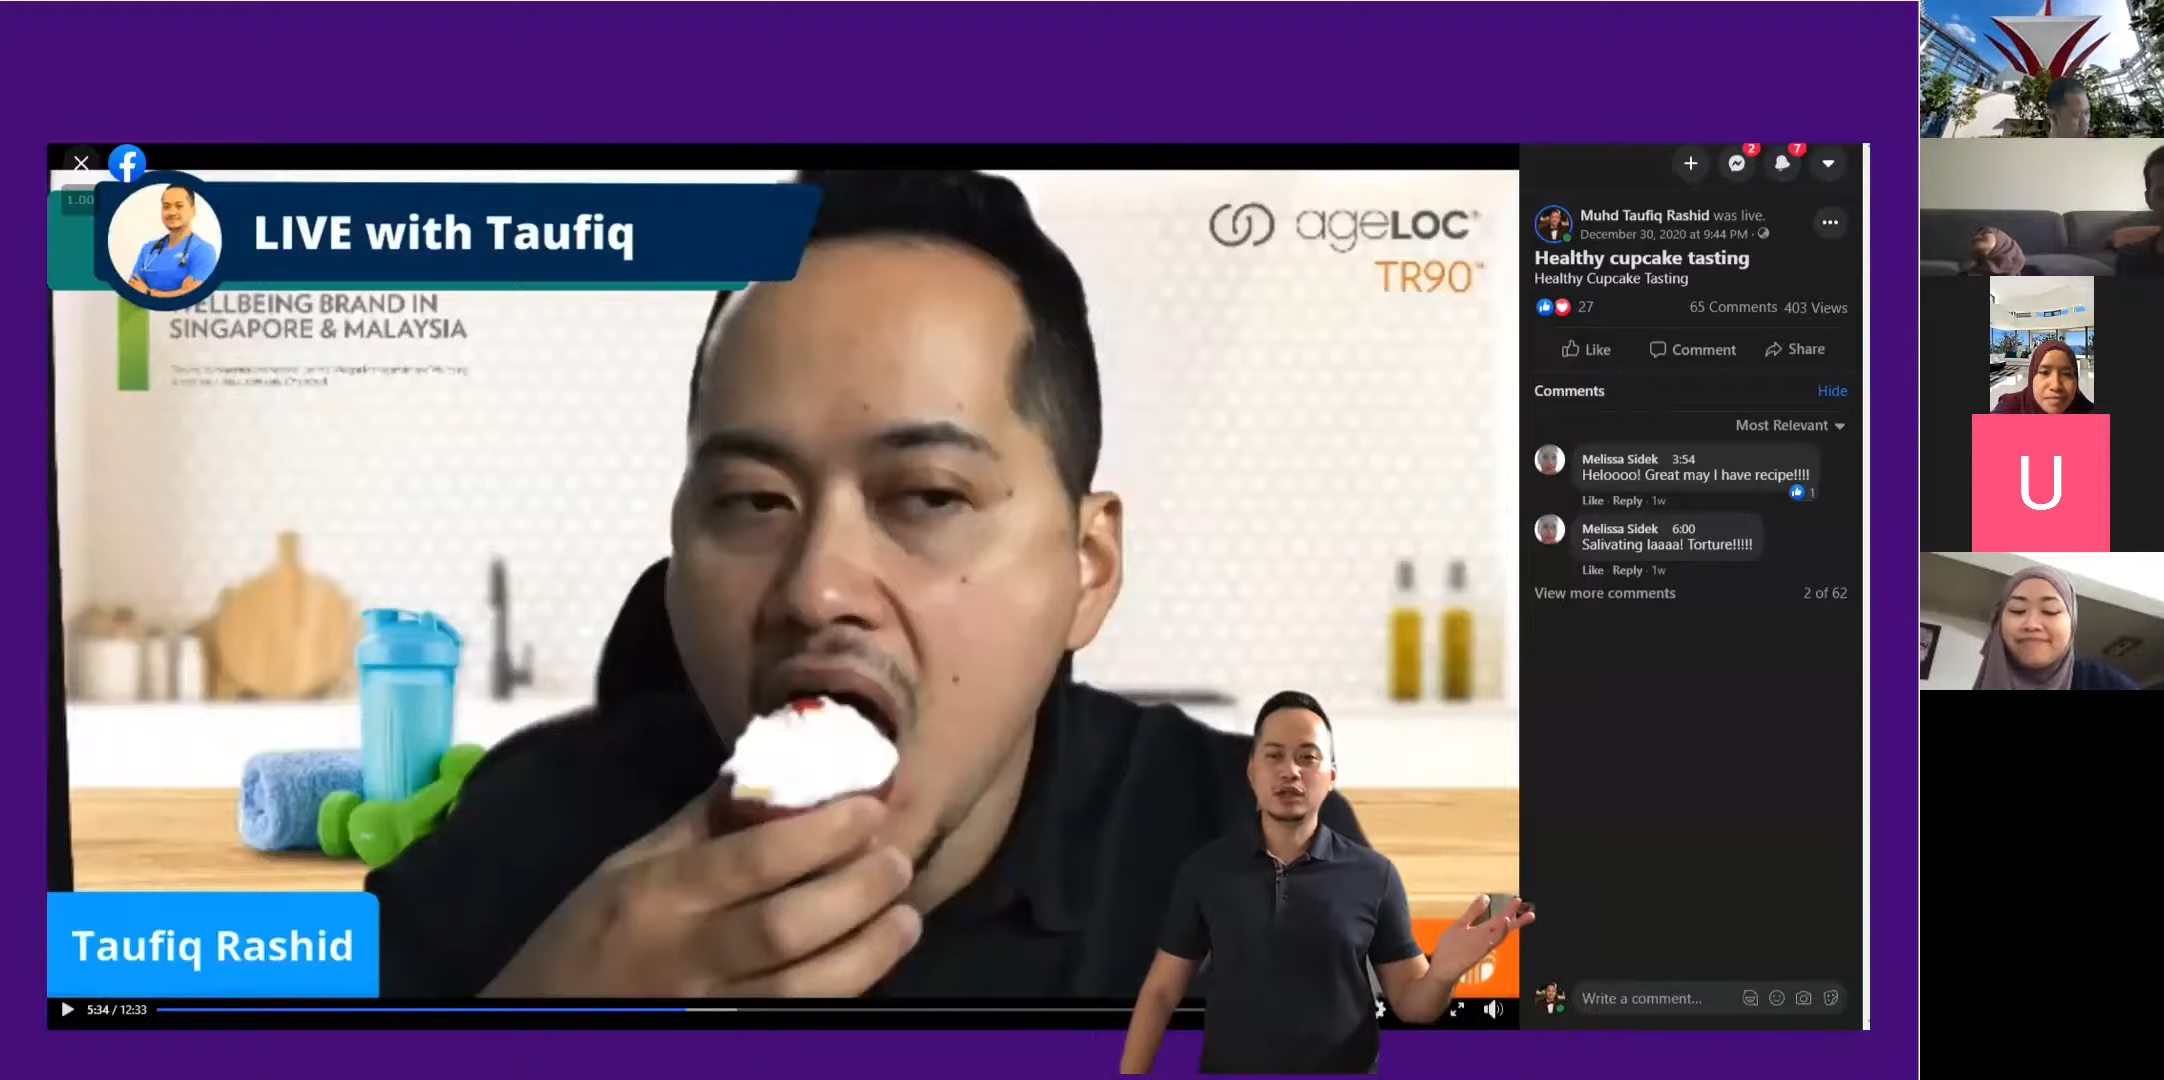 1.00
LIVE with Taufiq
ELLBEING BRAND IN
SINGAPORE & MALAYSIA
ageLOC
TR90™
Taufiq Rashid
5:34 / 12:33
2
7
Muhd Taufiq Rashid was live.
December 30, 2020 at 9:44 PM ·
Healthy cupcake tasting
Healthy Cupcake Tasting
27 65 Comments 403 Views
Like Comment Share
Comments Hide
Most Relevant
Melissa Sidek 3:54
Heloooo! Great may I have recipe!!!!
1
Like · Reply · 1w
Melissa Sidek 6:00
Salivating laaaa! Torture!!!!!
Like · Reply · 1w
View more comments 2 of 62
Write a comment...
U